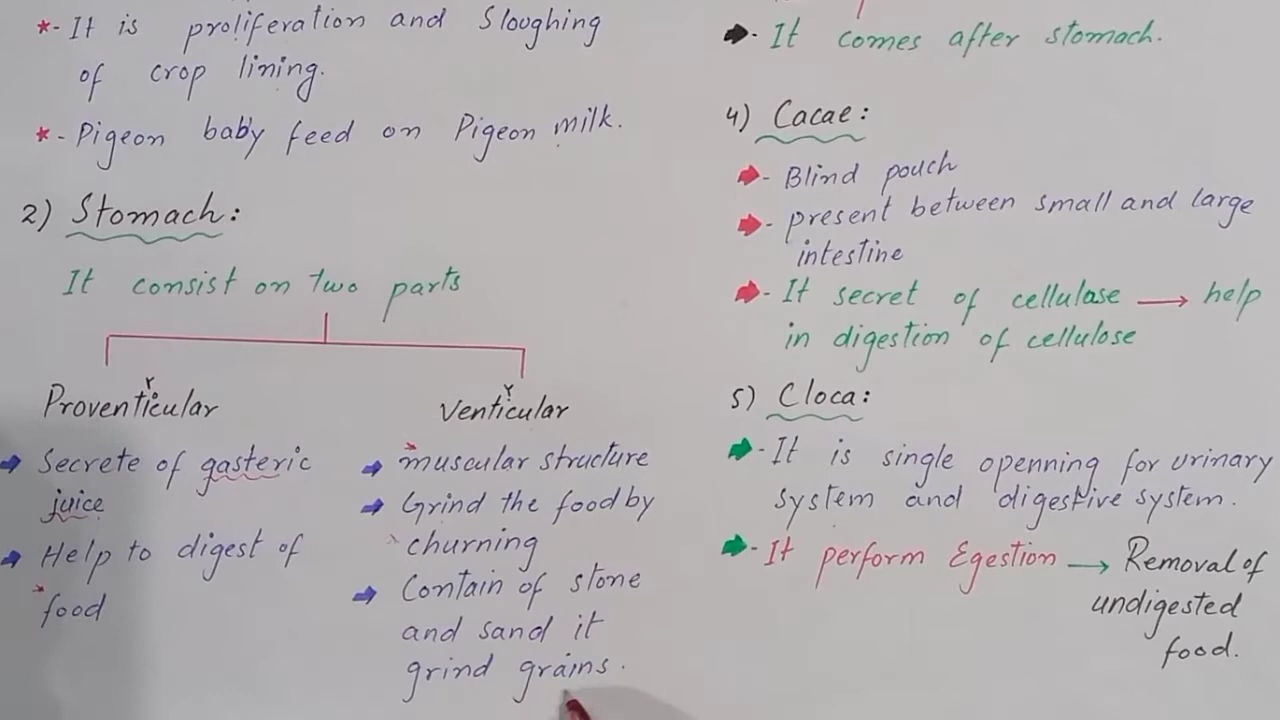 *- It is proliferation and Sloughing
of crop lining.
*- Pigeon baby feed on Pigeon milk.
2) Stomach:
It consist on two parts
Proventicular
Secrete of gasteric
juice
Help to digest of
food
Venticular
muscular structure
Grind the food by
churning
Contain of stone
and sand it
grind grains.
- It comes after stomach.
4) Cacae:
- Blind pouch
- present between small and large
intestine
- It secret of cellulase → help
in digestion of cellulose
5) Cloca:
- It is single openning for urinary
system and digestive system.
- It perform Egestion → Removal of
undigested
food.